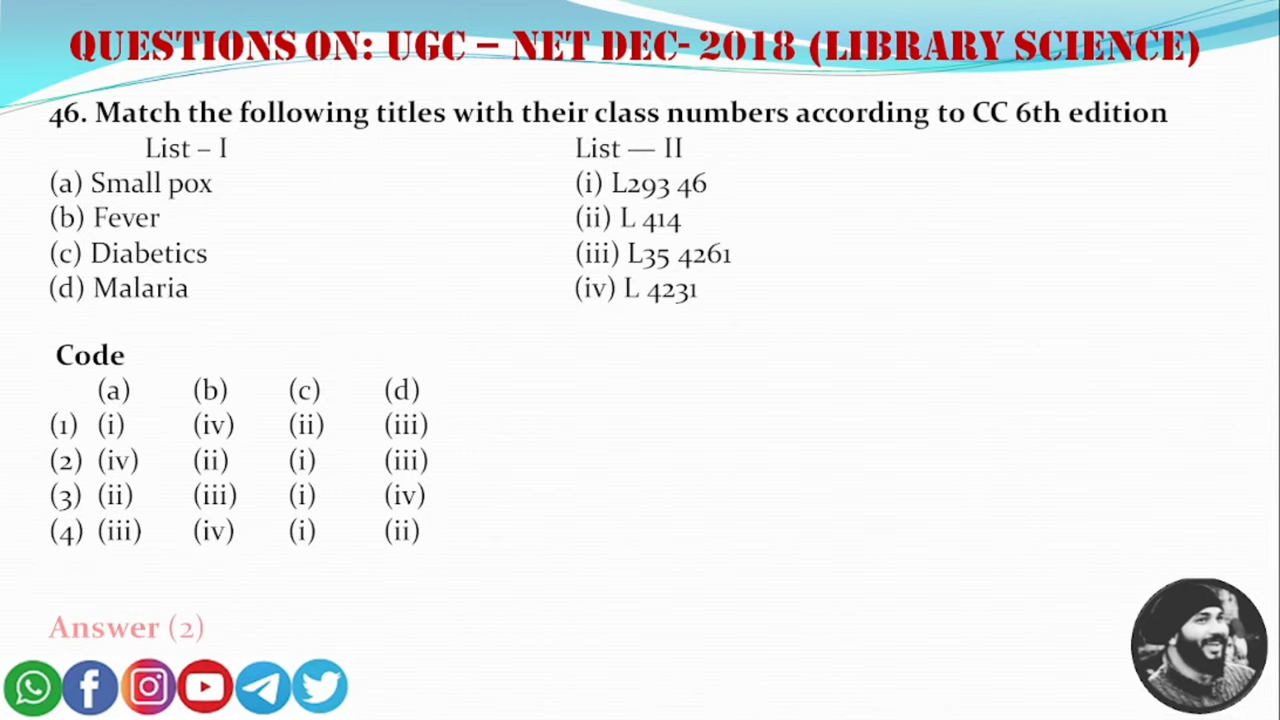 QUESTIONS ON: UGC – NET DEC- 2018 (LIBRARY SCIENCE)
46. Match the following titles with their class numbers according to CC 6th edition
List – I List — II
(a) Small pox (i) L293 46
(b) Fever (ii) L 414
(c) Diabetics (iii) L35 4261
(d) Malaria (iv) L 4231
Code
(a) (b) (c) (d)
(1) (i) (iv) (ii) (iii)
(2) (iv) (ii) (i) (iii)
(3) (ii) (iii) (i) (iv)
(4) (iii) (iv) (i) (ii)
Answer (2)